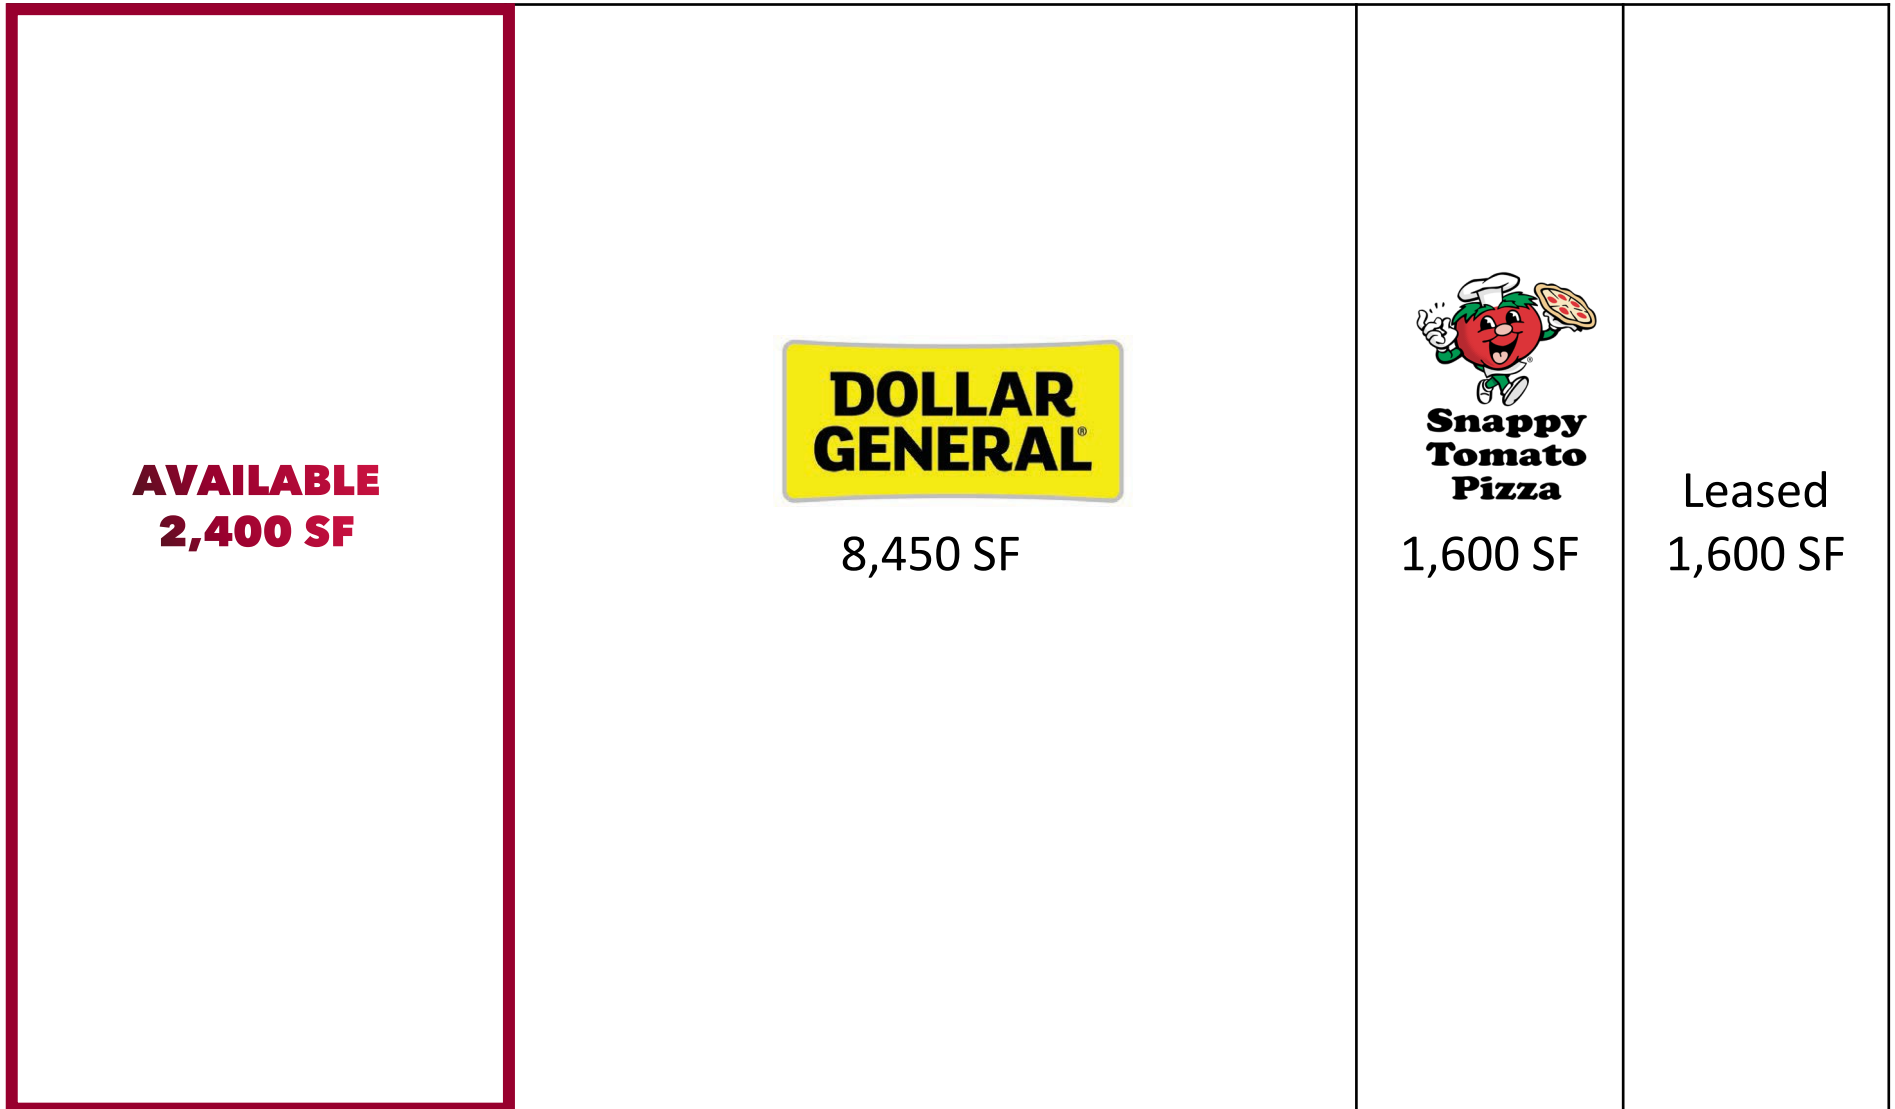 AVAILABLE
2,400 SF
DOLLAR
GENERAL®
8,450 SF
Snappy
Tomato
Pizza
1,600 SF
Leased
1,600 SF